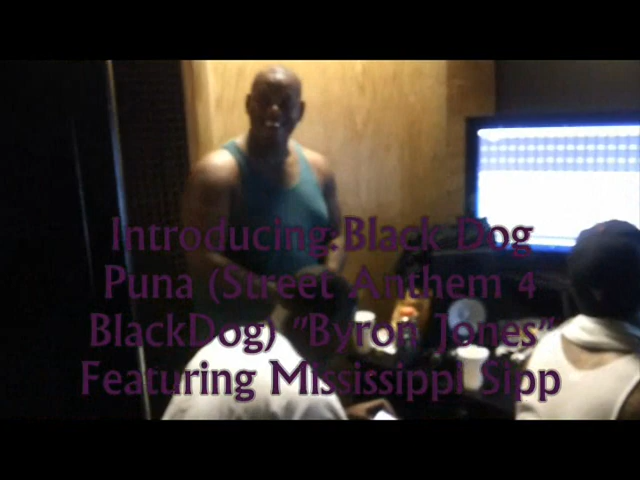 Introducing:Black Dog
Puna (Street Anthem 4
BlackDog) "Byron Jones"
Featuring Mississippi Sipp